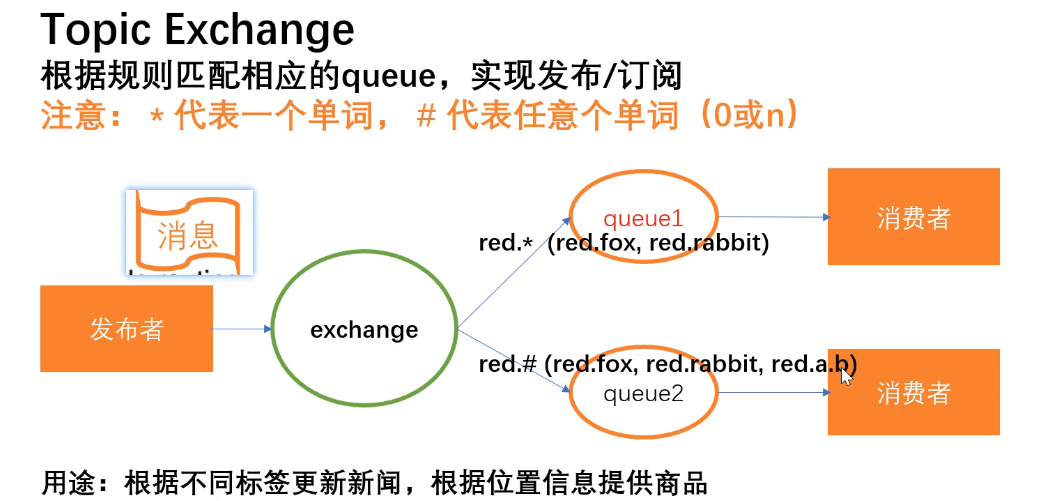 Topic Exchange
根据规则匹配相应的queue，实现发布/订阅
注意： * 代表一个单词， # 代表任意个单词（0或n）
消息
queue1
消费者
red.* (red.fox, red.rabbit)
发布者
exchange
red.# (red.fox, red.rabbit, red.a.b)
queue2
消费者
用途：根据不同标签更新新闻，根据位置信息提供商品